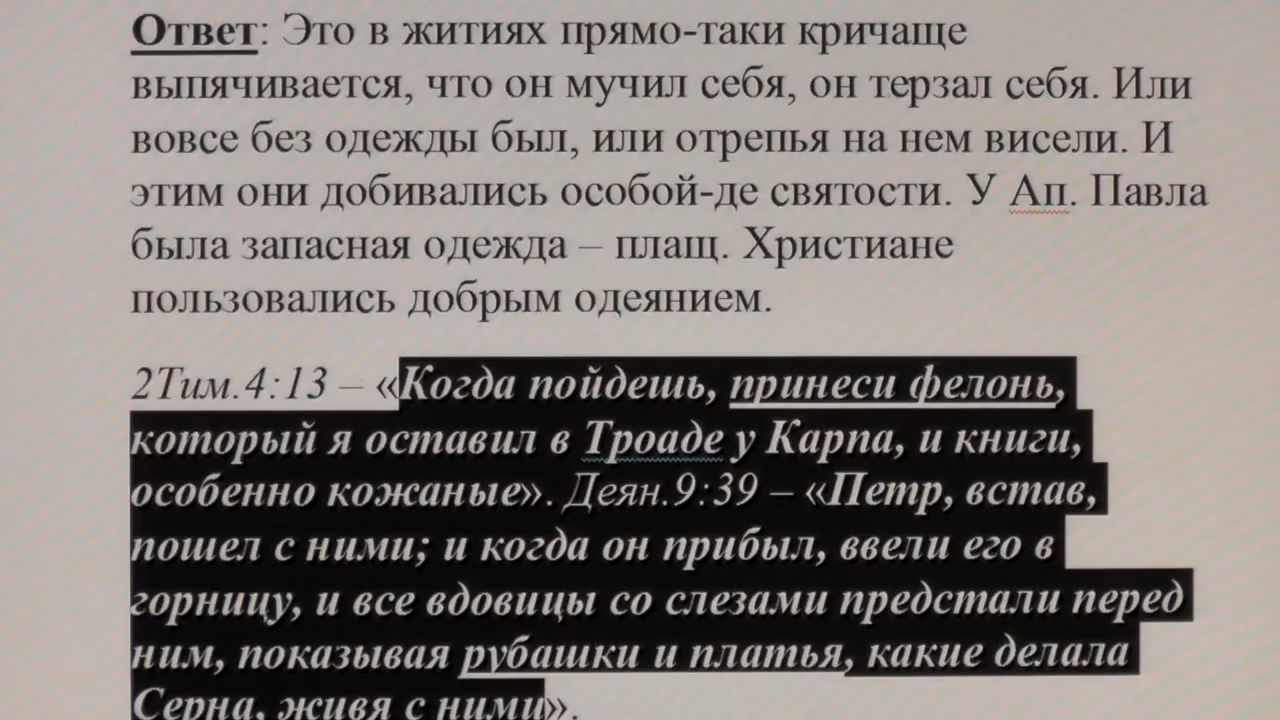 Ответ: Это в житиях прямо-таки кричаще
выпячивается, что он мучил себя, он терзал себя. Или
вовсе без одежды был, или отрепья на нем висели. И
этим они добивались особой-де святости. У Ап. Павла
была запасная одежда – плащ. Христиане
пользовались добрым одеянием.
2Тим.4:13 – «Когда пойдешь, принеси фелонь,
который я оставил в Троаде у Карпа, и книги,
особенно кожаные». Деян.9:39 – «Петр, встав,
пошел с ними; и когда он прибыл, ввели его в
горницу, и все вдовицы со слезами предстали перед
ним, показывая рубашки и платья, какие делала
Серна, живя с ними».